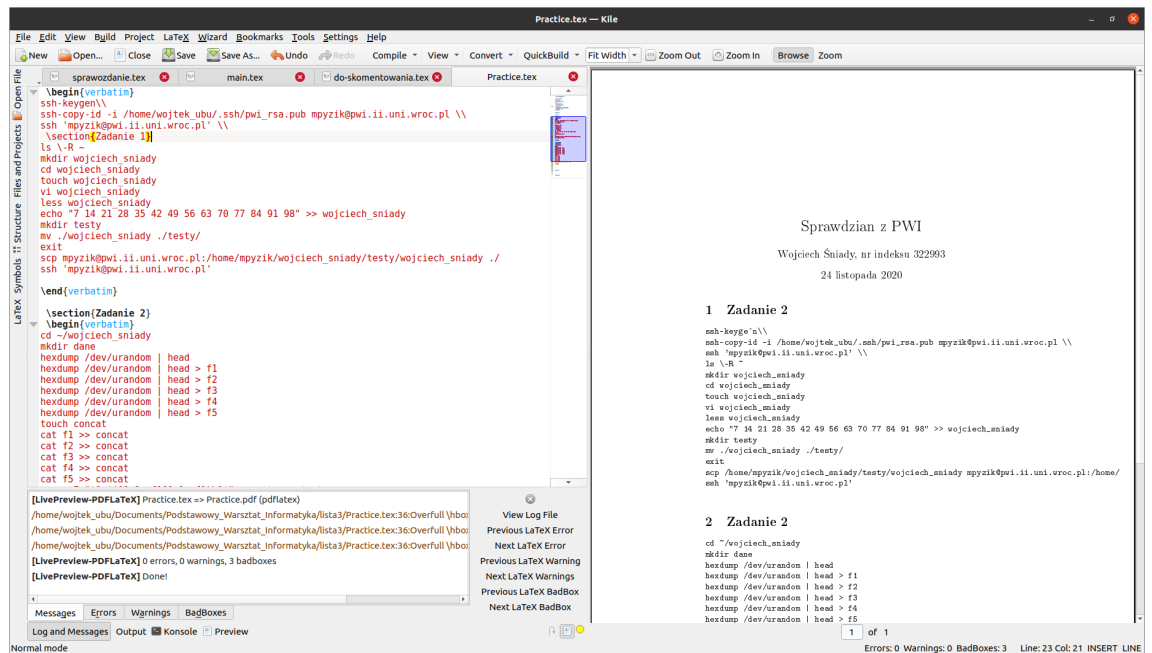 Practice.tex — Kile
File Edit View Build Project LaTeX Wizard Bookmarks Tools Settings Help
New Open... Close Save Save As... Undo Redo Compile View Convert QuickBuild Fit Width Zoom Out Zoom In Browse Zoom
Open File
Files and Projects
Structure
Symbols
LaTeX
sprawozdanie.tex main.tex do-skomentowania.tex Practice.tex
\begin{verbatim}
ssh-keygen\\
ssh-copy-id -i /home/wojtek_ubu/.ssh/pwi_rsa.pub mpyzik@pwi.ii.uni.wroc.pl \\
ssh 'mpyzik@pwi.ii.uni.wroc.pl' \\
\section{Zadanie 1}
ls \-R ~
mkdir wojciech_sniady
cd wojciech_sniady
touch wojciech_sniady
vi wojciech_sniady
less wojciech_sniady
echo "7 14 21 28 35 42 49 56 63 70 77 84 91 98" >> wojciech_sniady
mkdir testy
mv ./wojciech_sniady ./testy/
exit
scp mpyzik@pwi.ii.uni.wroc.pl:/home/mpyzik/wojciech_sniady/testy/wojciech_sniady ./
ssh 'mpyzik@pwi.ii.uni.wroc.pl'
\end{verbatim}
\section{Zadanie 2}
\begin{verbatim}
cd ~/wojciech_sniady
mkdir dane
hexdump /dev/urandom | head
hexdump /dev/urandom | head > f1
hexdump /dev/urandom | head > f2
hexdump /dev/urandom | head > f3
hexdump /dev/urandom | head > f4
hexdump /dev/urandom | head > f5
touch concat
cat f1 >> concat
cat f2 >> concat
cat f3 >> concat
cat f4 >> concat
cat f5 >> concat
[LivePreview-PDFLaTeX] Practice.tex => Practice.pdf (pdflatex)
/home/wojtek_ubu/Documents/Podstawowy_Warsztat_Informatyka/lista3/Practice.tex:36:Overfull \hbo
/home/wojtek_ubu/Documents/Podstawowy_Warsztat_Informatyka/lista3/Practice.tex:36:Overfull \hbo
/home/wojtek_ubu/Documents/Podstawowy_Warsztat_Informatyka/lista3/Practice.tex:36:Overfull \hbo
[LivePreview-PDFLaTeX] 0 errors, 0 warnings, 3 badboxes
[LivePreview-PDFLaTeX] Done!
View Log File
Previous LaTeX Error
Next LaTeX Error
Previous LaTeX Warning
Next LaTeX Warnings
Previous LaTeX BadBox
Next LaTeX BadBox
Messages Errors Warnings BadBoxes
Log and Messages Output Konsole Preview
Sprawdzian z PWI
Wojciech Śniady, nr indeksu 322993
24 listopada 2020
1 Zadanie 2
ssh-keyge´n\\
ssh-copy-id -i /home/wojtek_ubu/.ssh/pwi_rsa.pub mpyzik@pwi.ii.uni.wroc.pl \\
ssh 'mpyzik@pwi.ii.uni.wroc.pl' \\
ls \-R ~
mkdir wojciech_sniady
cd wojciech_sniady
touch wojciech_sniady
vi wojciech_sniady
less wojciech_sniady
echo "7 14 21 28 35 42 49 56 63 70 77 84 91 98" >> wojciech_sniady
mkdir testy
mv ./wojciech_sniady ./testy/
exit
scp /home/mpyzik/wojciech_sniady/testy/wojciech_sniady mpyzik@pwi.ii.uni.wroc.pl:/home/
ssh 'mpyzik@pwi.ii.uni.wroc.pl'
2 Zadanie 2
cd ~/wojciech_sniady
mkdir dane
hexdump /dev/urandom | head
hexdump /dev/urandom | head > f1
hexdump /dev/urandom | head > f2
hexdump /dev/urandom | head > f3
hexdump /dev/urandom | head > f4
hexdump /dev/urandom | head > f5
1 of 1
Normal mode
Errors: 0 Warnings: 0 BadBoxes: 3 Line: 23 Col: 21 INSERT LINE